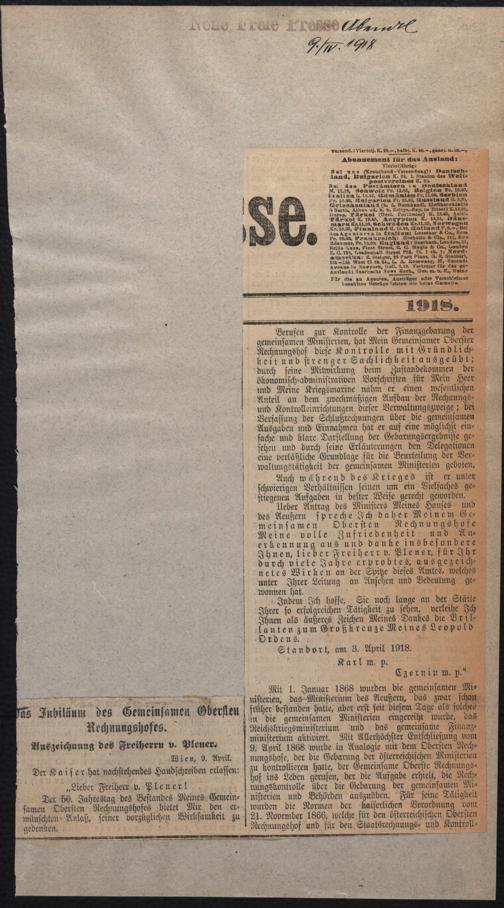 Neue Freie Presse Abend
9./IV. 1918
Abonnement für das Ausland:
se.
1918.
Das Jubiläum des Gemeinsamen Obersten
Rechnungshofes.
Auszeichnung des Freiherrn v. Plener.
Wien, 9. April.
Der Kaiser hat nachstehendes Handschreiben erlassen:
„Lieber Freiherr v. Plener!
Der 50. Jahrestag des Bestandes Meines Gemein-
samen Obersten Rechnungshofes bietet Mir den er-
wünschten Anlaß, seiner vorzüglichen Wirksamkeit zu
gedenken.
Berufen zur Kontrolle der Finanzgebarung der
gemeinsamen Ministerien, hat Mein Gemeinsamer Oberster
Rechnungshof diese Kontrolle mit Gründlich-
keit und strenger Sachlichkeit ausgeübt;
durch seine Mitwirkung beim Zustandekommen der
ökonomisch-administrativen Vorschriften für Mein Heer
und Meine Kriegsmarine nahm er einen wesentlichen
Anteil an dem zweckmäßigen Ausbau der Rechnungs-
und Kontrolleinrichtungen dieser Verwaltungszweige; bei
Verfassung der Schlußrechnungen über die gemeinsamen
Ausgaben und Einnahmen hat er auf eine möglichst ein-
fache und klare Darstellung der Gebarungsergebnisse ge-
sehen und durch seine Erläuterungen den Delegationen
eine verläßliche Grundlage für die Beurteilung der Ver-
waltungstätigkeit der gemeinsamen Ministerien geboten.
Auch während des Krieges ist er unter
schwierigen Verhältnissen seinen um ein Vielfaches ge-
stiegenen Aufgaben in bester Weise gerecht geworden.
Ueber Antrag des Ministers Meines Hauses und
des Aeußern spreche Ich daher Meinem Ge-
meinsamen Obersten Rechnungshofe
Meine volle Zufriedenheit und An-
erkennung aus und danke insbesondere
Ihnen, lieber Freiherr v. Plener, für Ihr
durch viele Jahre erprobtes, ausgezeich-
netes Wirken an der Spitze dieses Amtes, welches
unter Ihrer Leitung an Ansehen und Bedeutung ge-
wonnen hat.
Indem Ich hoffe, Sie noch lange an der Stätte
Ihrer so erfolgreichen Tätigkeit zu sehen, verleihe Ich
Ihnen als äußeres Zeichen Meines Dankes die Bril-
lanten zum Großkreuze Meines Leopold
Ordens.
Standort, am 3. April 1918.
Karl m. p.
Czernin m. p.“
Mit 1. Januar 1868 wurden die gemeinsamen Mi-
nisterien, das Ministerium des Aeußern, das zwar schon
früher bestanden hatte, aber erst seit diesem Tage als solches
in die gemeinsamen Ministerien eingereiht wurde, das
Reichskriegsministerium und das gemeinsame Finanz-
ministerium aktiviert. Mit Allerhöchster Entschließung vom
9. April 1868 wurde in Analogie mit dem Obersten Rech-
nungshofe, der die Gebarung der österreichischen Ministerien
zu kontrollieren hatte, der Gemeinsame Oberste Rechnungs-
hof ins Leben gerufen, der die Aufgabe erhielt, die Rech-
nungskontrolle über die Gebarung der gemeinsamen Mi-
nisterien und Behörden auszuüben. Für seine Tätigkeit
wurden die Normen der kaiserlichen Verordnung vom
21. November 1866, welche für den österreichischen Obersten
Rechnungshof und für den Staatsrechnungs- und Kontroll-